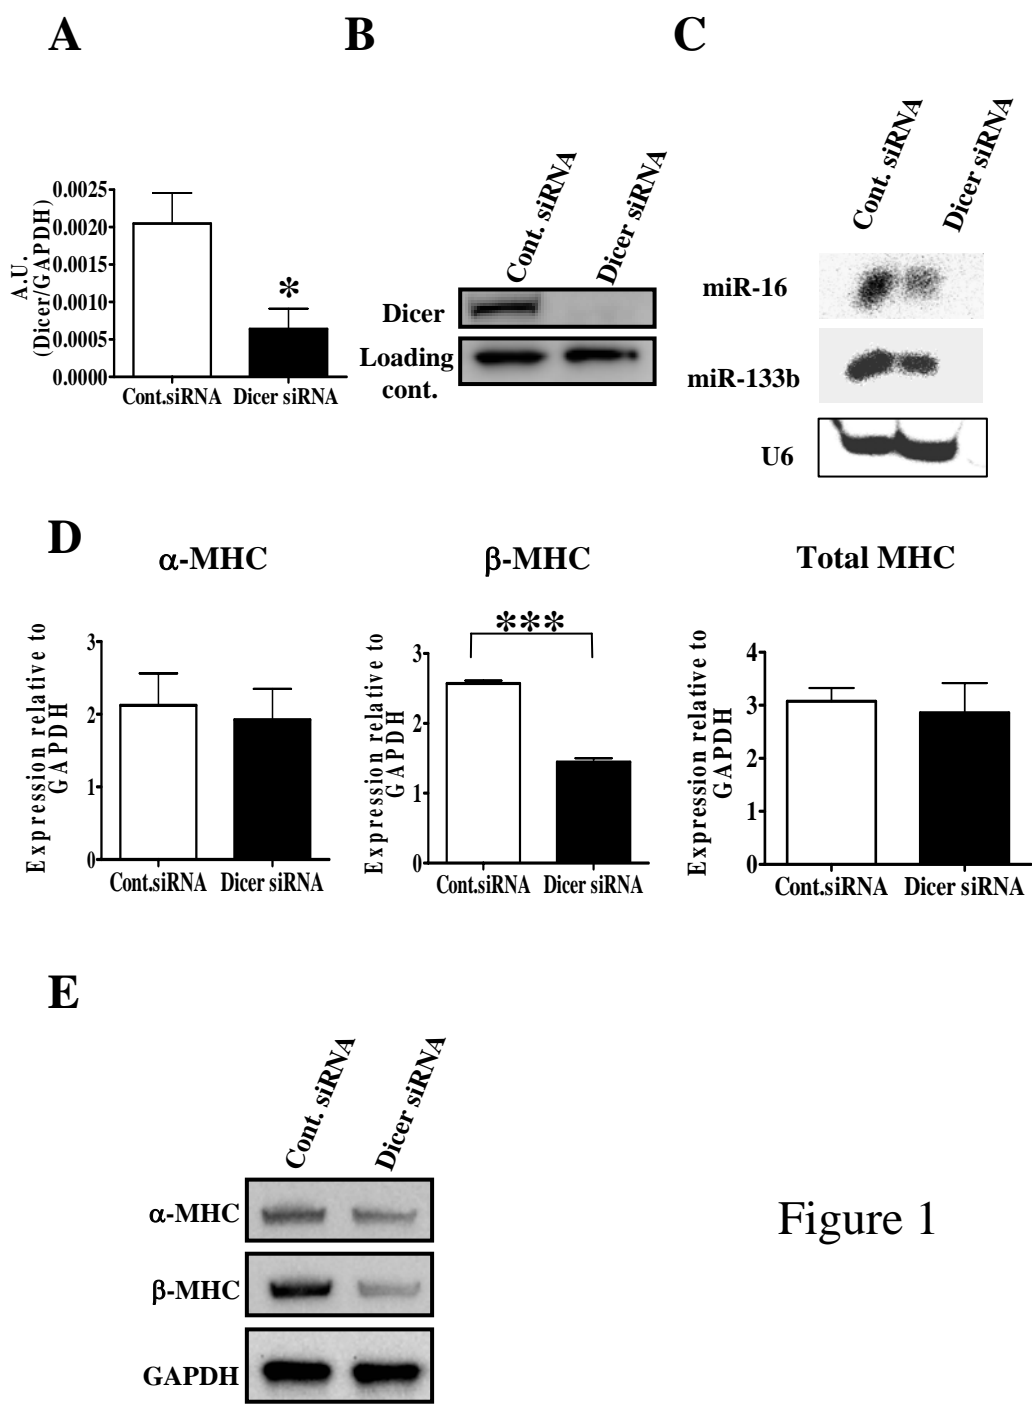 A
A.U.
(Dicer/GAPDH)
0.0025
0.0020
0.0015
0.0010
0.0005
0.0000
*
Cont.siRNA Dicer siRNA
B
Cont. siRNA
Dicer siRNA
Dicer
Loading
cont.
C
Cont. siRNA
Dicer siRNA
miR-16
miR-133b
U6
D
α-MHC
Expression relative to
GAPDH
3
2
1
0
Cont.siRNA Dicer siRNA
β-MHC
Expression relative to
GAPDH
***
3
2
1
0
Cont.siRNA Dicer siRNA
Total MHC
Expression relative to
GAPDH
4
3
2
1
0
Cont.siRNA Dicer siRNA
E
Cont. siRNA
Dicer siRNA
α-MHC
β-MHC
GAPDH
Figure 1